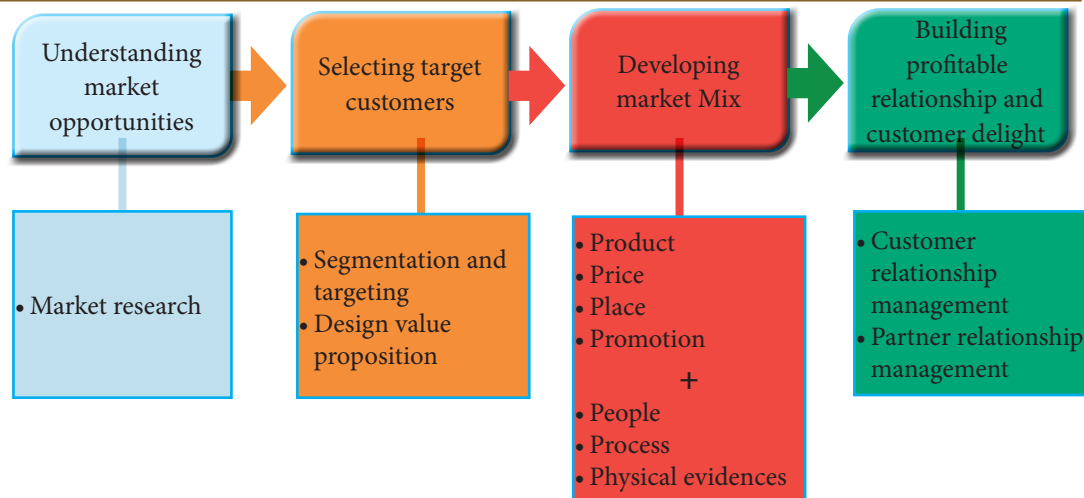 Understanding
market
opportunities
Selecting target
customers
Developing
market Mix
Building
profitable
relationship and
customer delight
• Market research
• Segmentation and
targeting
• Design value
proposition
• Product
• Price
• Place
• Promotion
+
• People
• Process
• Physical evidences
• Customer
relationship
management
• Partner relationship
management